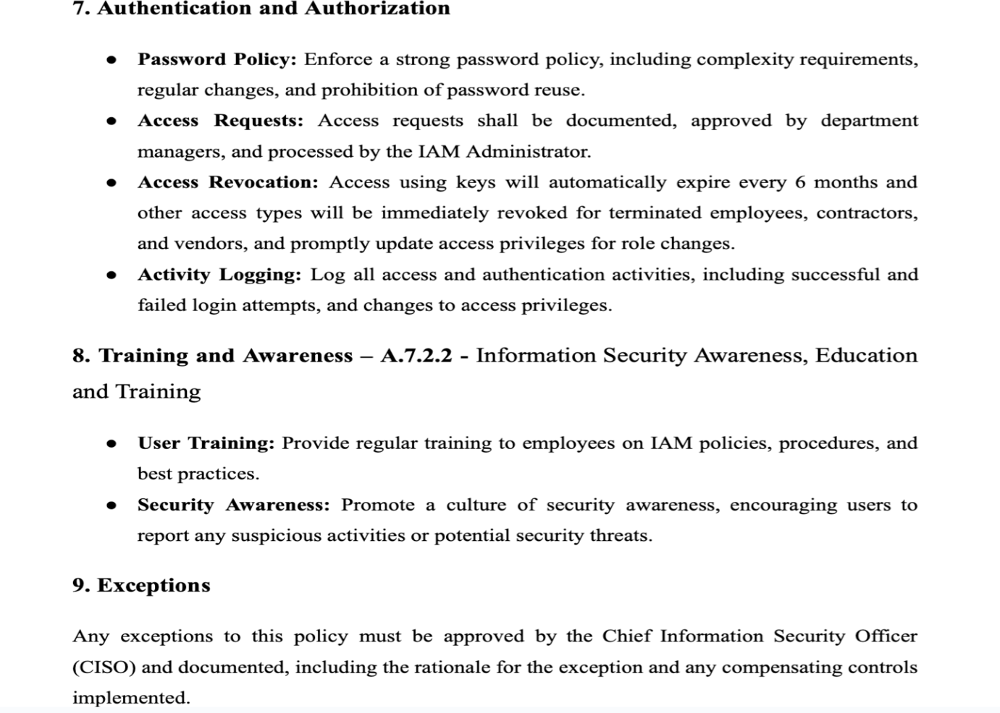 7. Authentication and Authorization
● Password Policy: Enforce a strong password policy, including complexity requirements,
regular changes, and prohibition of password reuse.
● Access Requests: Access requests shall be documented, approved by department
managers, and processed by the IAM Administrator.
● Access Revocation: Access using keys will automatically expire every 6 months and
other access types will be immediately revoked for terminated employees, contractors,
and vendors, and promptly update access privileges for role changes.
● Activity Logging: Log all access and authentication activities, including successful and
failed login attempts, and changes to access privileges.
8. Training and Awareness – A.7.2.2 - Information Security Awareness, Education
and Training
● User Training: Provide regular training to employees on IAM policies, procedures, and
best practices.
● Security Awareness: Promote a culture of security awareness, encouraging users to
report any suspicious activities or potential security threats.
9. Exceptions
Any exceptions to this policy must be approved by the Chief Information Security Officer
(CISO) and documented, including the rationale for the exception and any compensating controls
implemented.